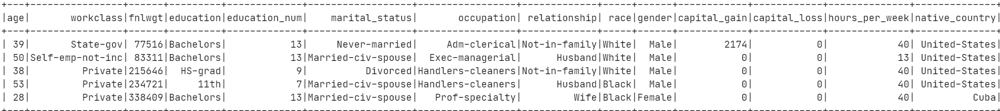 +---+----------------+------+---------+-------------+------------------+-----------------+-------------+-----+------+------------+------------+--------------+--------------+
|age|       workclass|fnlwgt|education|education_num|    marital_status|       occupation| relationship| race|gender|capital_gain|capital_loss|hours_per_week|native_country|
+---+----------------+------+---------+-------------+------------------+-----------------+-------------+-----+------+------------+------------+--------------+--------------+
| 39|       State-gov| 77516|Bachelors|           13|     Never-married|     Adm-clerical|Not-in-family|White|  Male|        2174|           0|            40| United-States|
| 50|Self-emp-not-inc| 83311|Bachelors|           13|Married-civ-spouse|  Exec-managerial|      Husband|White|  Male|           0|           0|            13| United-States|
| 38|         Private|215646|  HS-grad|            9|          Divorced|Handlers-cleaners|Not-in-family|White|  Male|           0|           0|            40| United-States|
| 53|         Private|234721|     11th|            7|Married-civ-spouse|Handlers-cleaners|      Husband|Black|  Male|           0|           0|            40| United-States|
| 28|         Private|338409|Bachelors|           13|Married-civ-spouse|   Prof-specialty|         Wife|Black|Female|           0|           0|            40|          Cuba|
+---+----------------+------+---------+-------------+------------------+-----------------+-------------+-----+------+------------+------------+--------------+--------------+